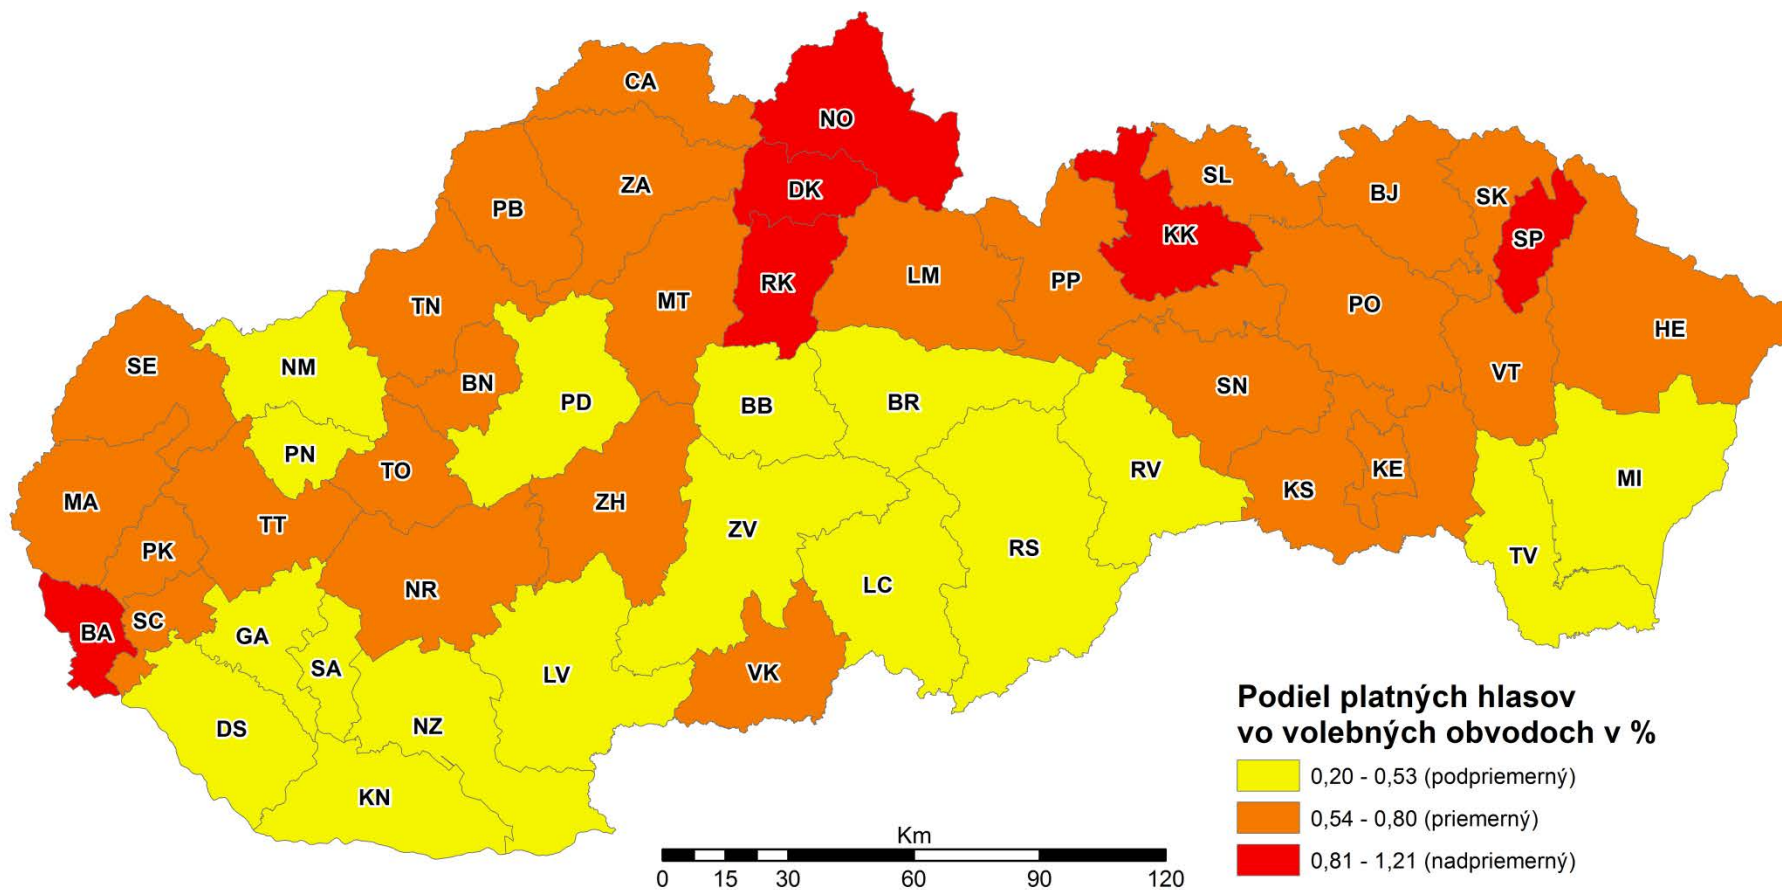 CA
NO
ZA
DK
PB
SL
BJ
SK
KK
SP
RK
LM
PP
MT
TN
PO
HE
SE
NM
BN
PD
BB
BR
SN
VT
PN
TO
RV
KE
MI
MA
TT
ZH
KS
PK
ZV
RS
TV
NR
LC
BA
SC
GA
SA
LV
VK
DS
NZ
KN
Podiel platných hlasov
vo volebných obvodoch v %
0,20 - 0,53 (podpriemerný)
0,54 - 0,80 (priemerný)
0,81 - 1,21 (nadpriemerný)
Km
0 15 30 60 90 120